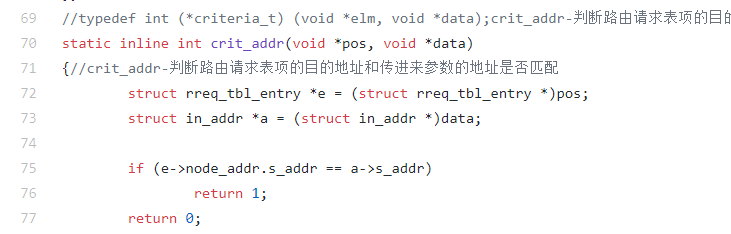 69 //typedef int (*criteria_t) (void *elm, void *data);crit_addr-判断路由请求表项的目的
70 static inline int crit_addr(void *pos, void *data)
71 {//crit_addr-判断路由请求表项的目的地址和传进来参数的地址是否匹配
72 struct rreq_tbl_entry *e = (struct rreq_tbl_entry *)pos;
73 struct in_addr *a = (struct in_addr *)data;
74
75 if (e->node_addr.s_addr == a->s_addr)
76 return 1;
77 return 0;